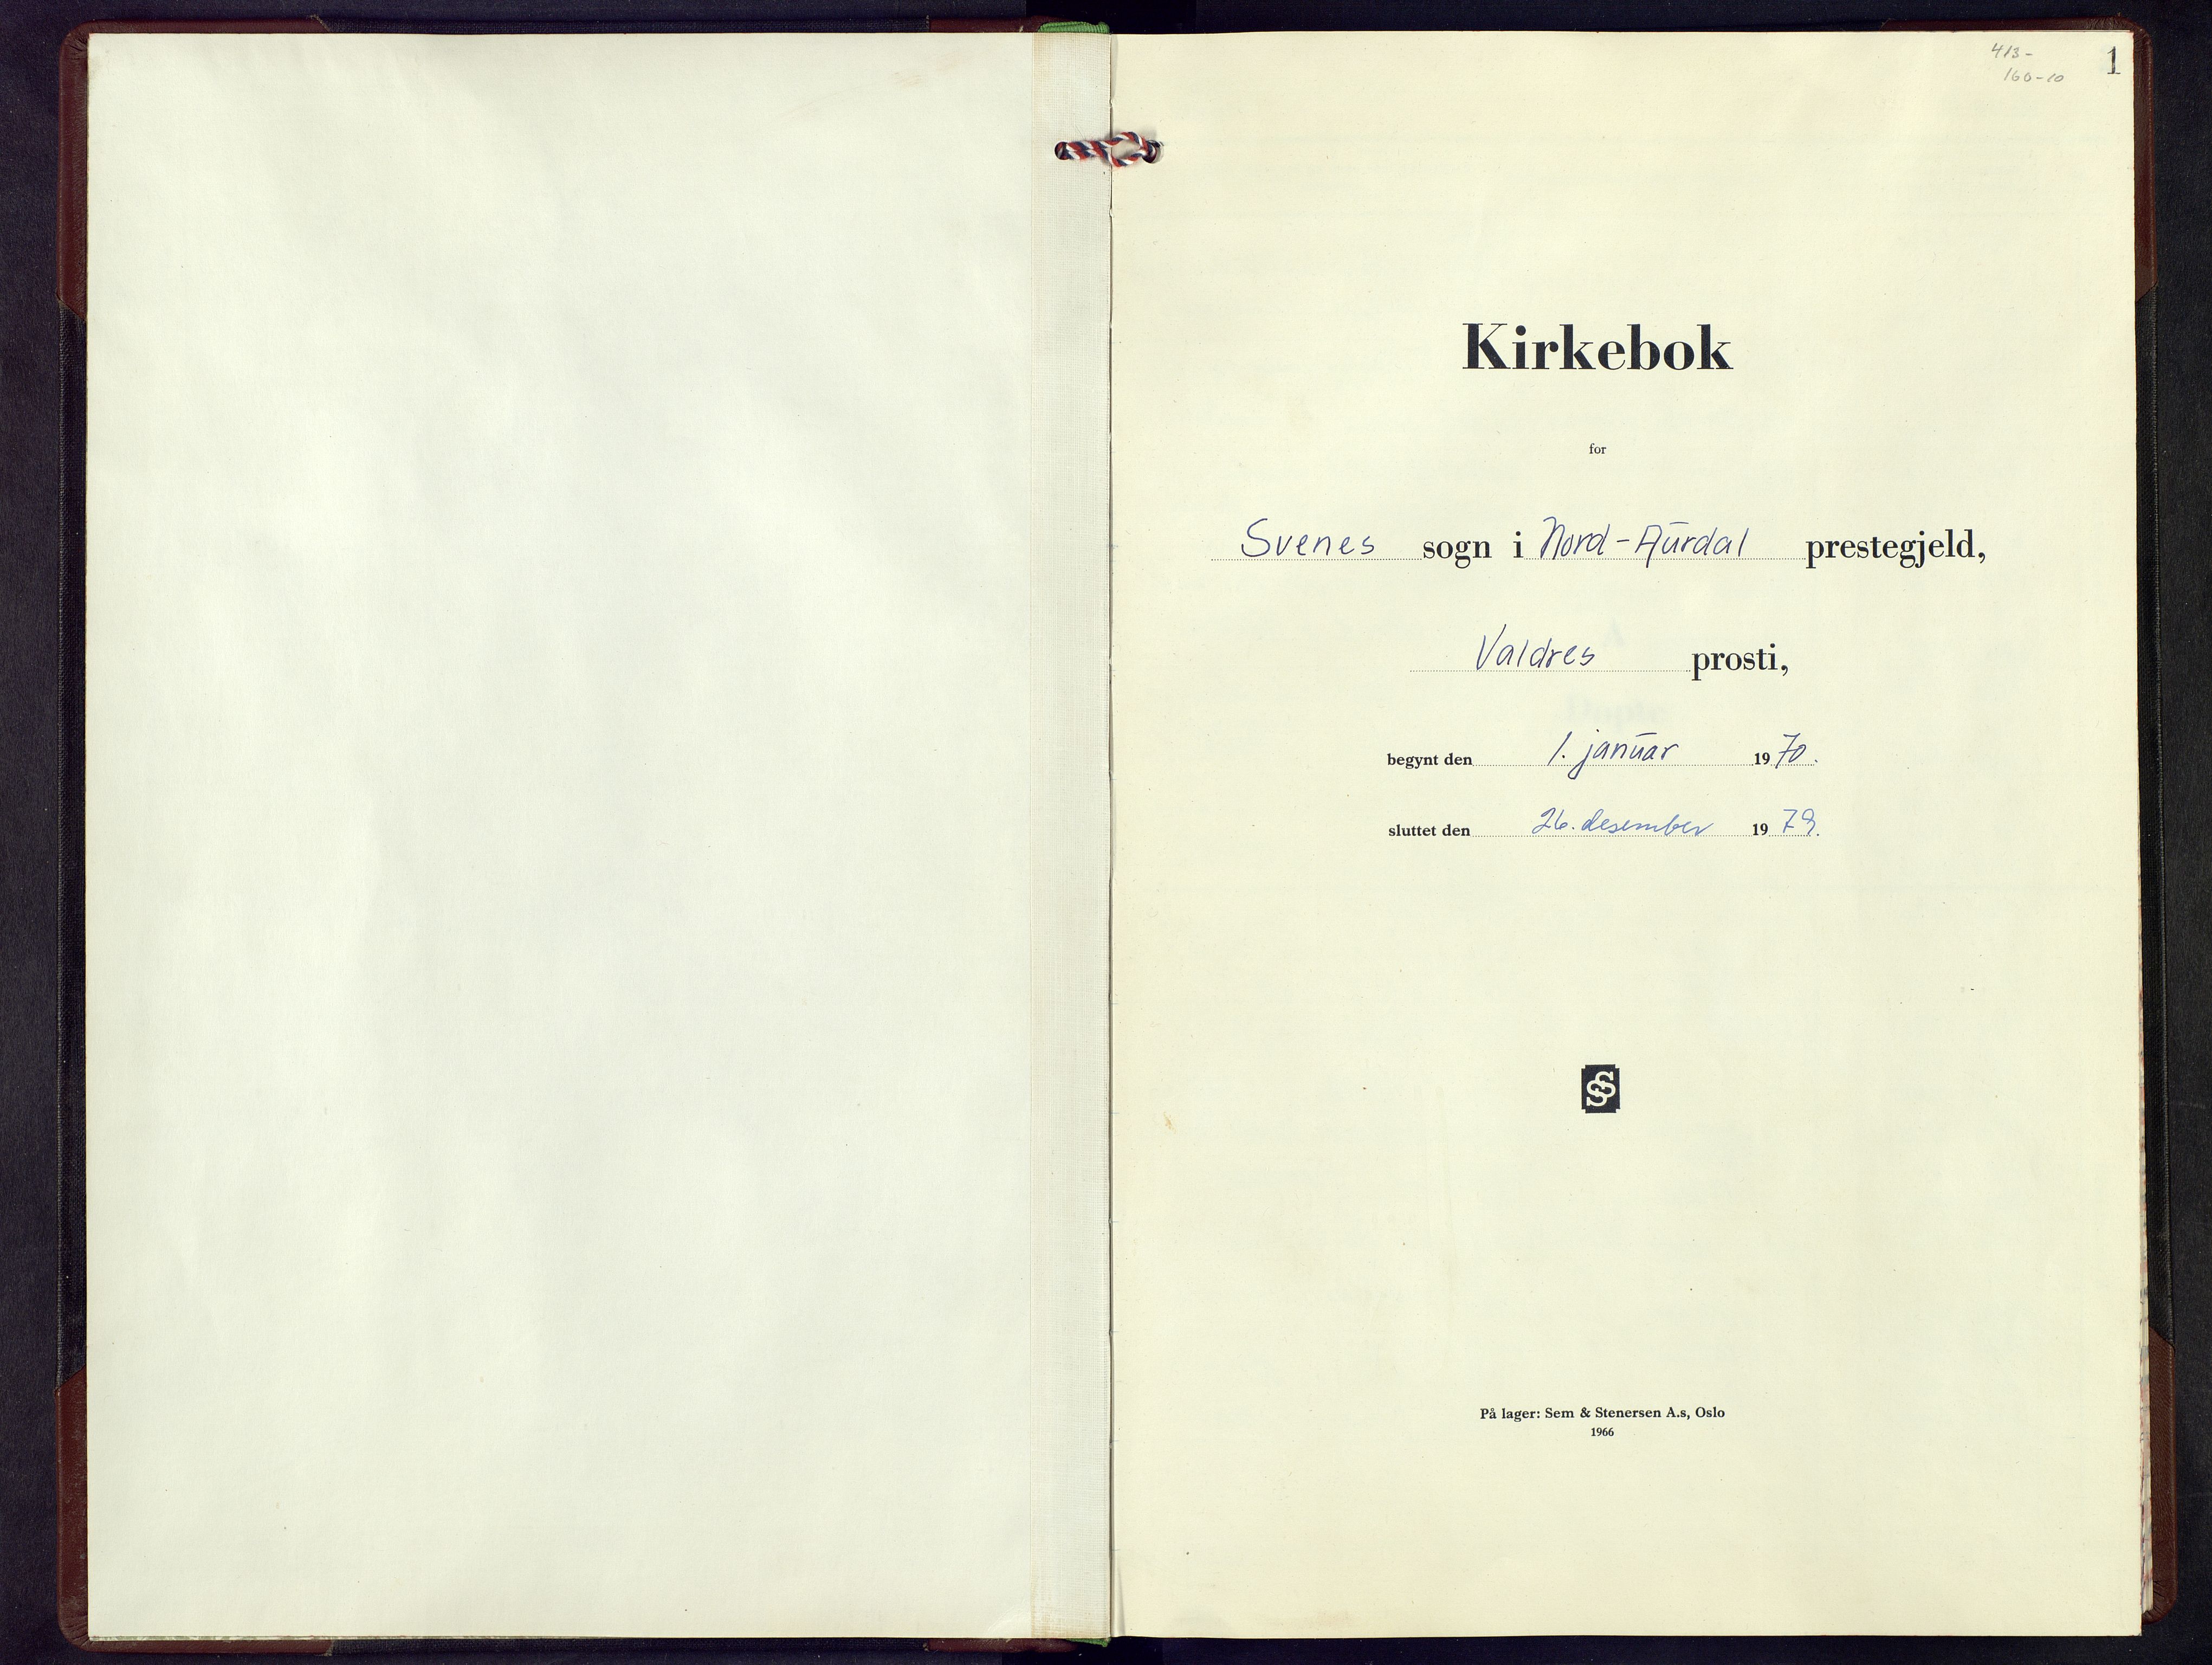 413-
160-10
1
Kirkebok
for
Svenes sogn i Nord-Aurdal prestegjeld,
Valdres prosti,
begynt den 1. januar 1970.
sluttet den 26. desember 1979.
SS
På lager: Sem & Stenersen A.s, Oslo
1966